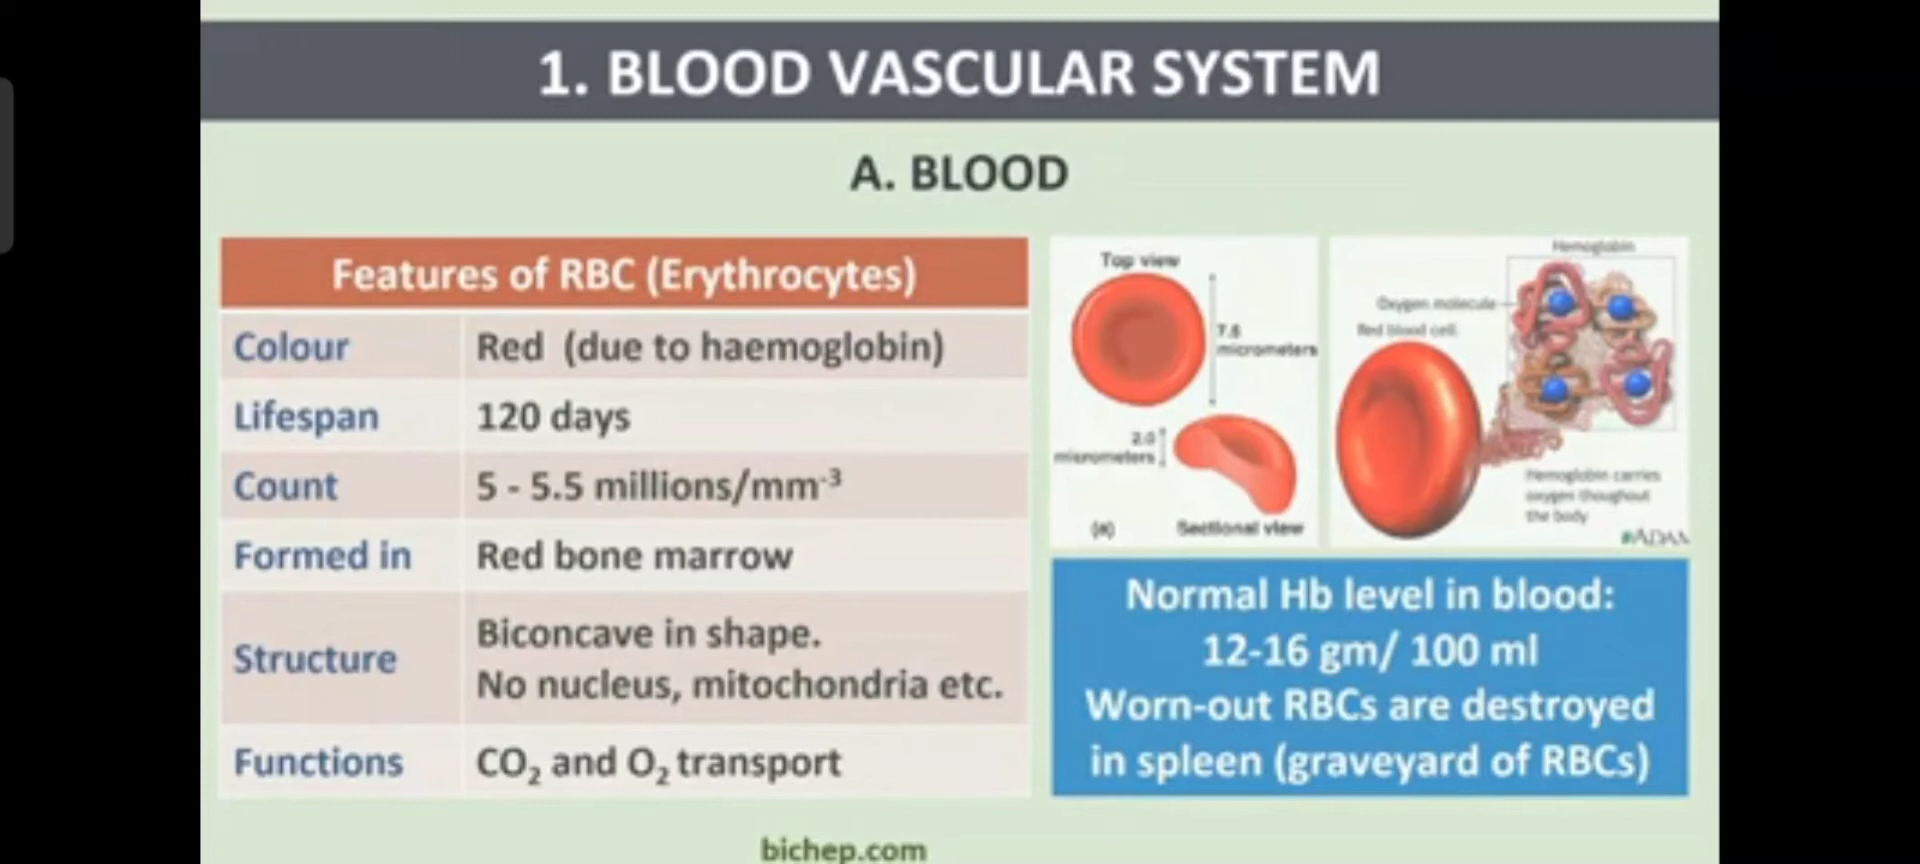 1. BLOOD VASCULAR SYSTEM
A. BLOOD
Features of RBC (Erythrocytes)
Colour Red (due to haemoglobin)
Lifespan 120 days
Count 5 - 5.5 millions/mm⁻³
Formed in Red bone marrow
Structure Biconcave in shape.
No nucleus, mitochondria etc.
Functions CO₂ and O₂ transport
Top view
7.5
micrometers
2.0
micrometers
(a)
Sectional view
Hemoglobin
Oxygen molecule
Red blood cell
Hemoglobin carries
oxygen thoughout
the body
ADAM
Normal Hb level in blood:
12-16 gm/ 100 ml
Worn-out RBCs are destroyed
in spleen (graveyard of RBCs)
bichep.com